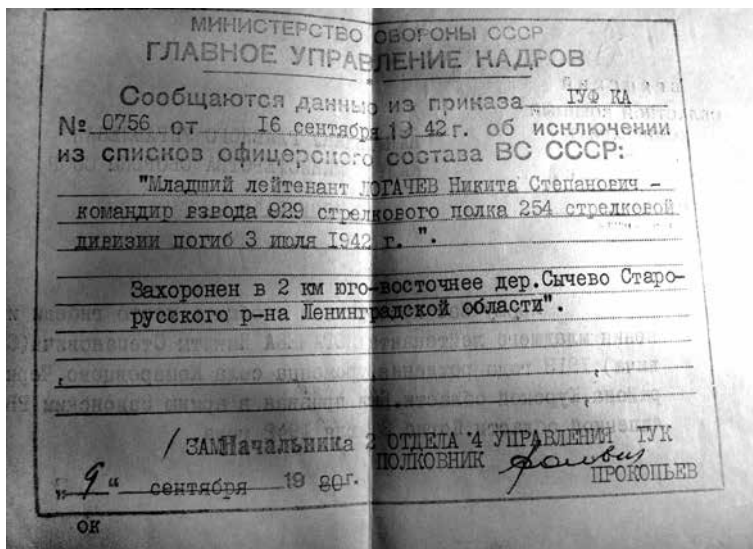 МИНИСТЕРСТВО ОБОРОНЫ СССР
ГЛАВНОЕ УПРАВЛЕНИЕ КАДРОВ
Сообщаются данные из приказа ГУФ КА
№ 0756 от 16 сентября 19 42 г. об исключении
из списков офицерского состава ВС СССР:
"Младший лейтенант ЛОГАЧЕВ Никита Степанович -
командир взвода 929 стрелкового полка 254 стрелковой
дивизии погиб 3 июля 1942 г. ".
Захоронен в 2 км юго-восточнее дер.Сычево Старо-
русского р-на Ленинградской области".
/ ЗАМНачальника 2 ОТДЕЛА 4 УПРАВЛЕНИЯ ГУК
ПОЛКОВНИК
ПРОКОПЬЕВ
"9" сентября 19 80г.
ОК